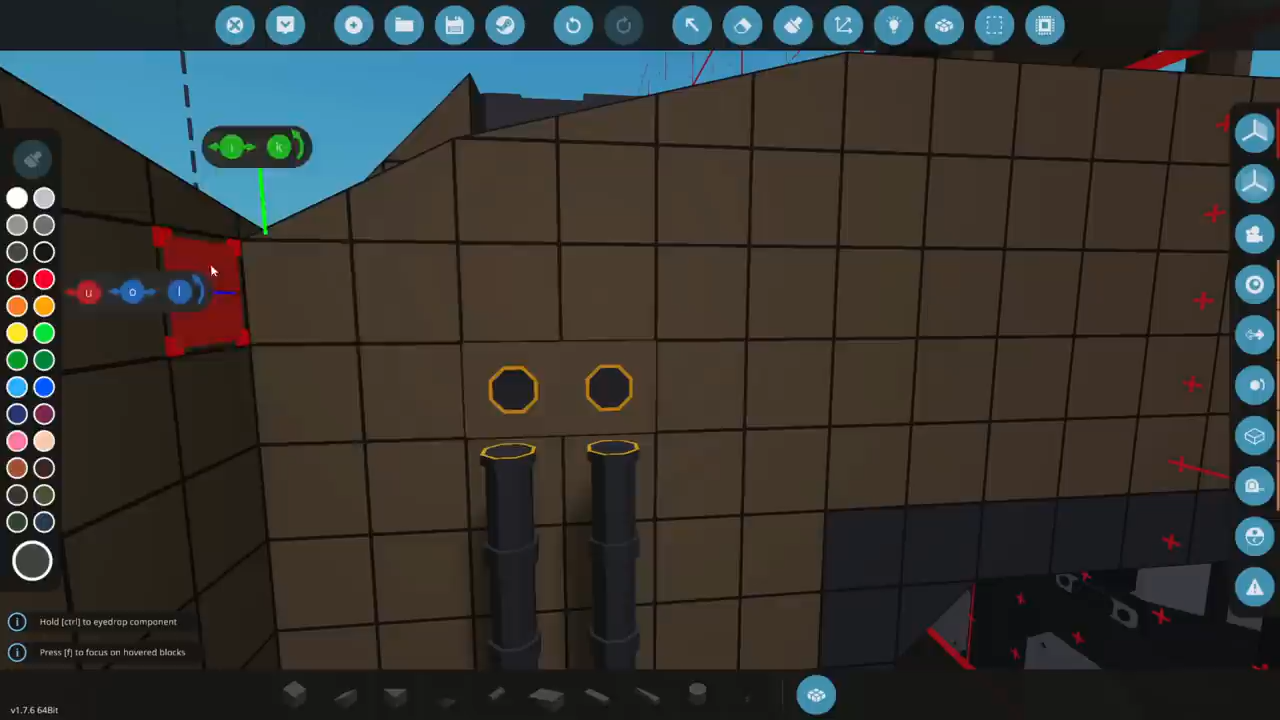 j k
u o l
Hold [ctrl] to eyedrop component
Press [f] to focus on hovered blocks
v1.7.6 64Bit